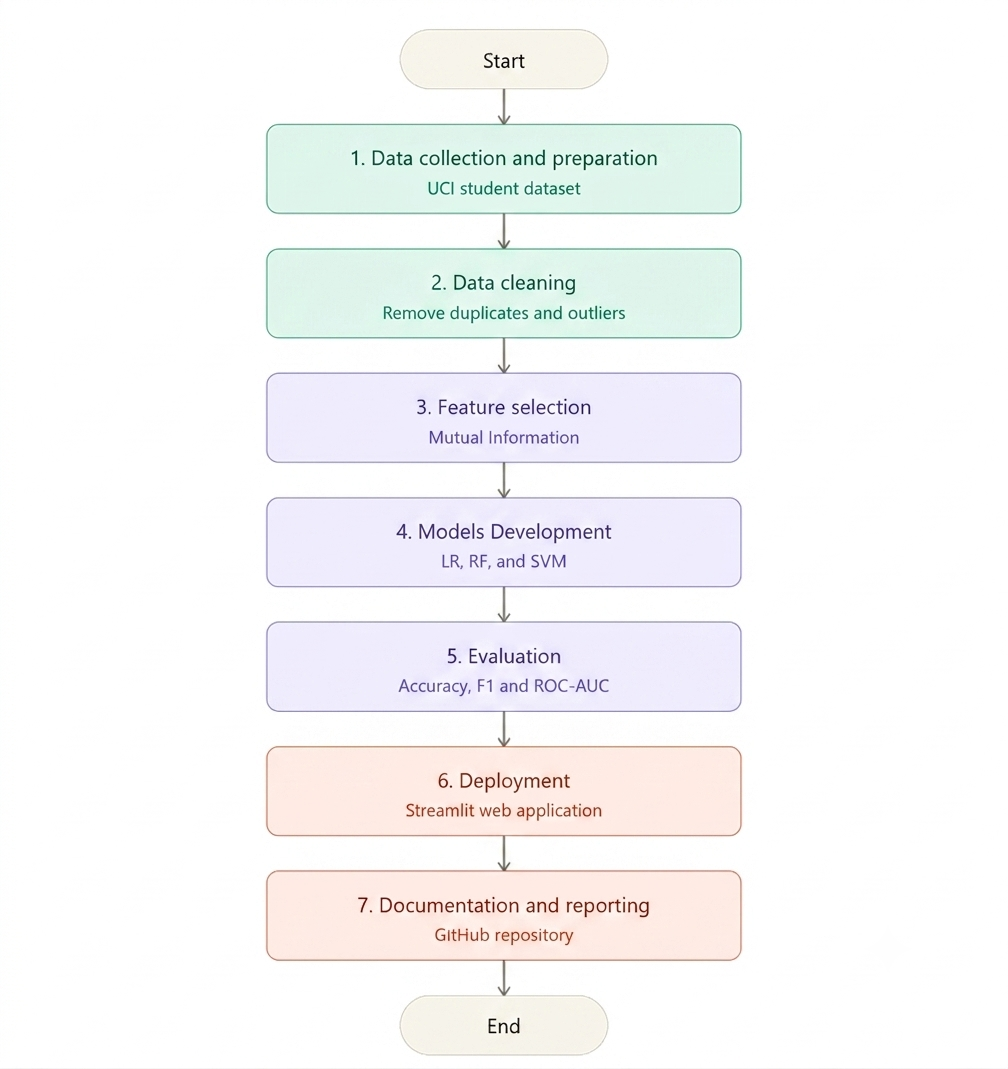 Start
1. Data collection and preparation
UCI student dataset
2. Data cleaning
Remove duplicates and outliers
3. Feature selection
Mutual Information
4. Models Development
LR, RF, and SVM
5. Evaluation
Accuracy, F1 and ROC-AUC
6. Deployment
Streamlit web application
7. Documentation and reporting
GitHub repository
End